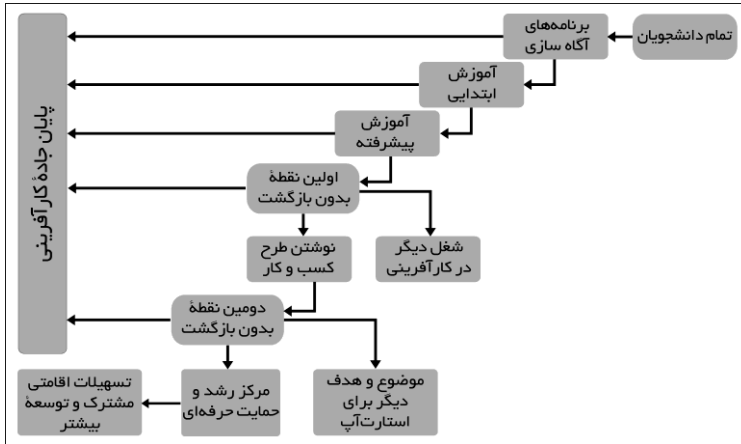 تمام دانشجویان
برنامه‌های
آگاه سازی
آموزش
ابتدایی
آموزش
پیشرفته
اولین نقطهٔ
بدون بازگشت
شغل دیگر
در کارآفرینی
نوشتن طرح
کسب و کار
دومین نقطهٔ
بدون بازگشت
موضوع و هدف
دیگر برای
استارت‌آپ
مرکز رشد و
حمایت حرفه‌ای
تسهیلات اقامتی
مشترک و توسعهٔ
بیشتر
پایان جادهٔ کارآفرینی